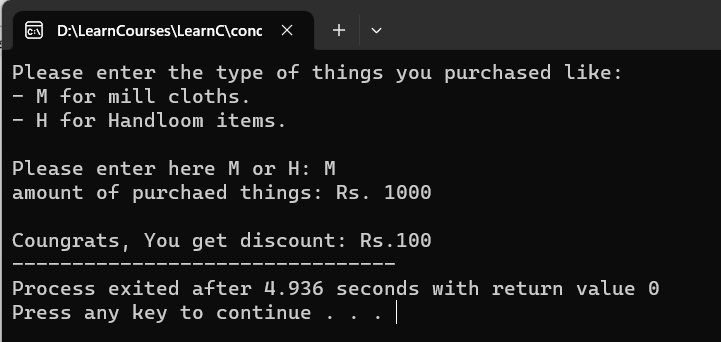 D:\LearnCourses\LearnC\conc
Please enter the type of things you purchased like:
- M for mill cloths.
- H for Handloom items.
Please enter here M or H: M
amount of purchaed things: Rs. 1000
Coungrats, You get discount: Rs.100
--------------------------------
Process exited after 4.936 seconds with return value 0
Press any key to continue . . .